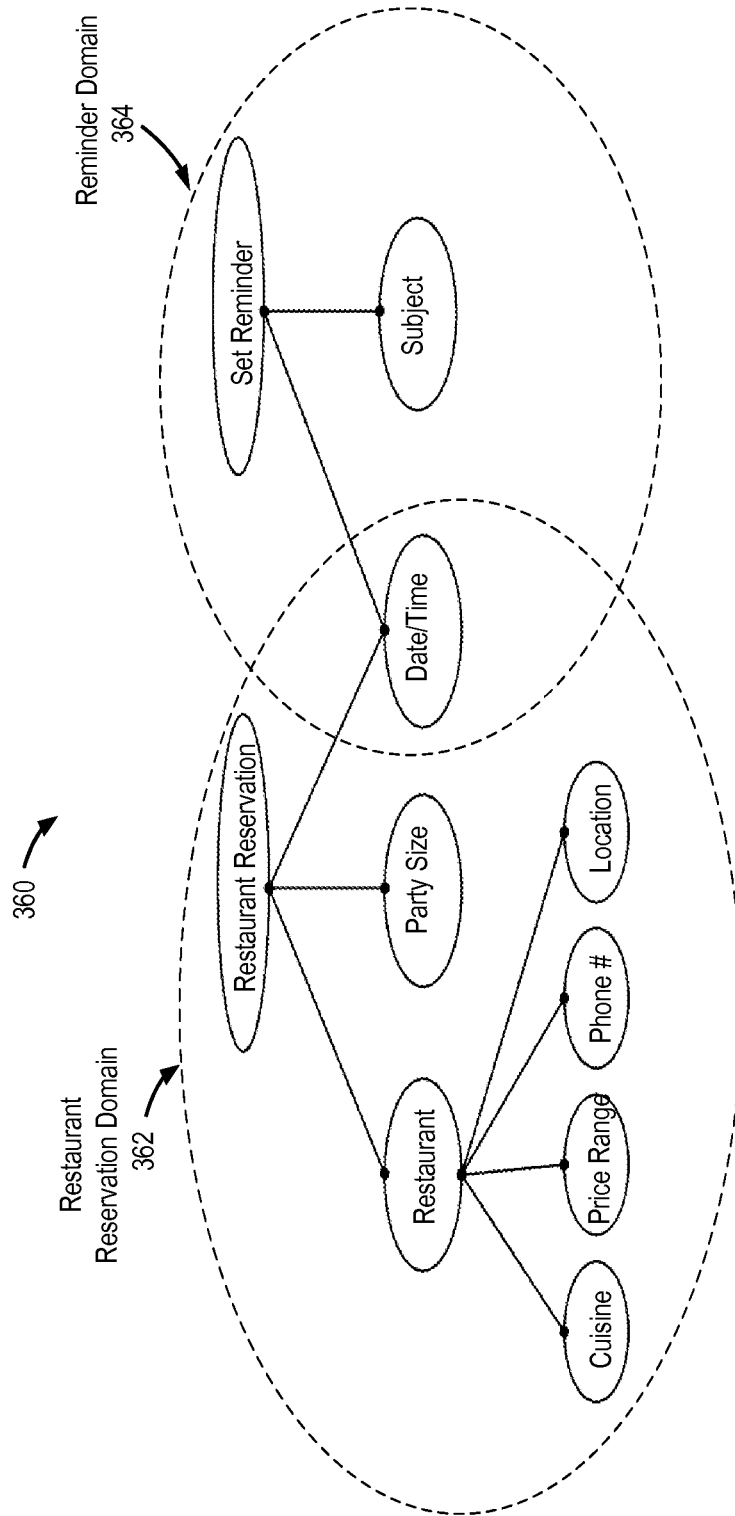 360
Restaurant
Reservation Domain
362
Reminder Domain
364
Restaurant Reservation
Set Reminder
Restaurant
Party Size
Date/Time
Subject
Cuisine
Price Range
Phone #
Location